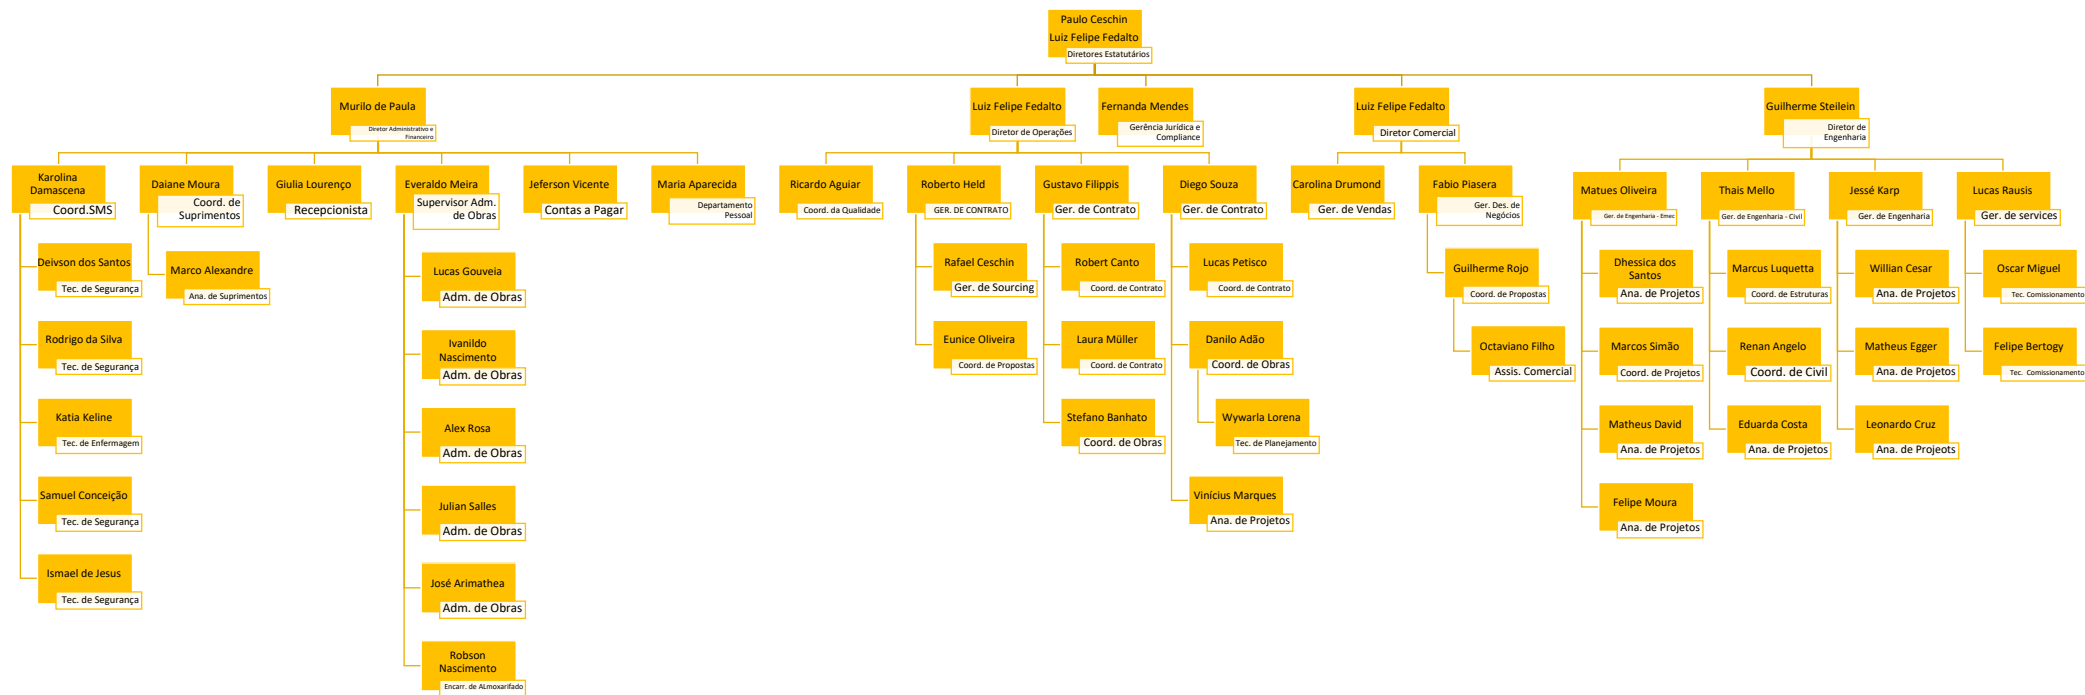 Paulo Ceschin
Luiz Felipe Fedalto
Diretores Estatutários
Murilo de Paula
Diretor Administrativo e
Financeiro
Luiz Felipe Fedalto
Diretor de Operações
Fernanda Mendes
Gerência Jurídica e
Compliance
Luiz Felipe Fedalto
Diretor Comercial
Guilherme Steilein
Diretor de
Engenharia
Karolina
Damascena
Coord.SMS
Daiane Moura
Coord. de
Suprimentos
Giulia Lourenço
Recepcionista
Everaldo Meira
Supervisor Adm.
de Obras
Jeferson Vicente
Contas a Pagar
Maria Aparecida
Departamento
Pessoal
Ricardo Aguiar
Coord. da Qualidade
Roberto Held
GER. DE CONTRATO
Gustavo Filippis
Ger. de Contrato
Diego Souza
Ger. de Contrato
Carolina Drumond
Ger. de Vendas
Fabio Piasera
Ger. Des. de
Negócios
Matues Oliveira
Ger. de Engenharia - Emec
Thais Mello
Ger. de Engenharia - Civil
Jessé Karp
Ger. de Engenharia
Lucas Rausis
Ger. de services
Deivson dos Santos
Tec. de Segurança
Rodrigo da Silva
Tec. de Segurança
Katia Keline
Tec. de Enfermagem
Samuel Conceição
Tec. de Segurança
Ismael de Jesus
Tec. de Segurança
Marco Alexandre
Ana. de Suprimentos
Lucas Gouveia
Adm. de Obras
Ivanildo
Nascimento
Adm. de Obras
Alex Rosa
Adm. de Obras
Julian Salles
Adm. de Obras
José Arimathea
Adm. de Obras
Robson
Nascimento
Encarr. de ALmoxarifado
Rafael Ceschin
Ger. de Sourcing
Eunice Oliveira
Coord. de Propostas
Robert Canto
Coord. de Contrato
Laura Müller
Coord. de Contrato
Stefano Banhato
Coord. de Obras
Lucas Petisco
Coord. de Contrato
Danilo Adão
Coord. de Obras
Wywarla Lorena
Tec. de Planejamento
Vinícius Marques
Ana. de Projetos
Guilherme Rojo
Coord. de Propostas
Octaviano Filho
Assis. Comercial
Dhessica dos
Santos
Ana. de Projetos
Marcos Simão
Coord. de Projetos
Matheus David
Ana. de Projetos
Felipe Moura
Ana. de Projetos
Marcus Luquetta
Coord. de Estruturas
Renan Angelo
Coord. de Civil
Eduarda Costa
Ana. de Projetos
Willian Cesar
Ana. de Projetos
Matheus Egger
Ana. de Projetos
Leonardo Cruz
Ana. de Projeots
Oscar Miguel
Tec. Comissionamento
Felipe Bertogy
Tec. Comissionamento